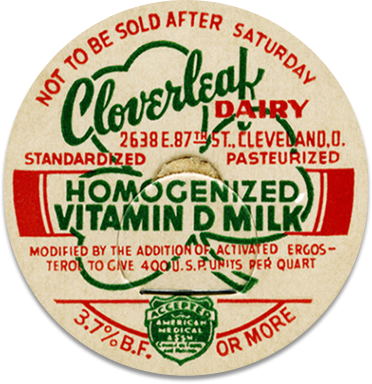 NOT TO BE SOLD AFTER SATURDAY
Cloverleaf
DAIRY
2638 E. 87TH ST., CLEVELAND, O.
STANDARDIZED PASTEURIZED
HOMOGENIZED
VITAMIN D MILK
MODIFIED BY THE ADDITION OF ACTIVATED ERGOS-
TEROL TO GIVE 400 U.S.P. UNITS PER QUART
ACCEPTED
AMERICAN
MEDICAL
ASSN.
Council on Foods
and Nutrition
3.7% B.F. OR MORE